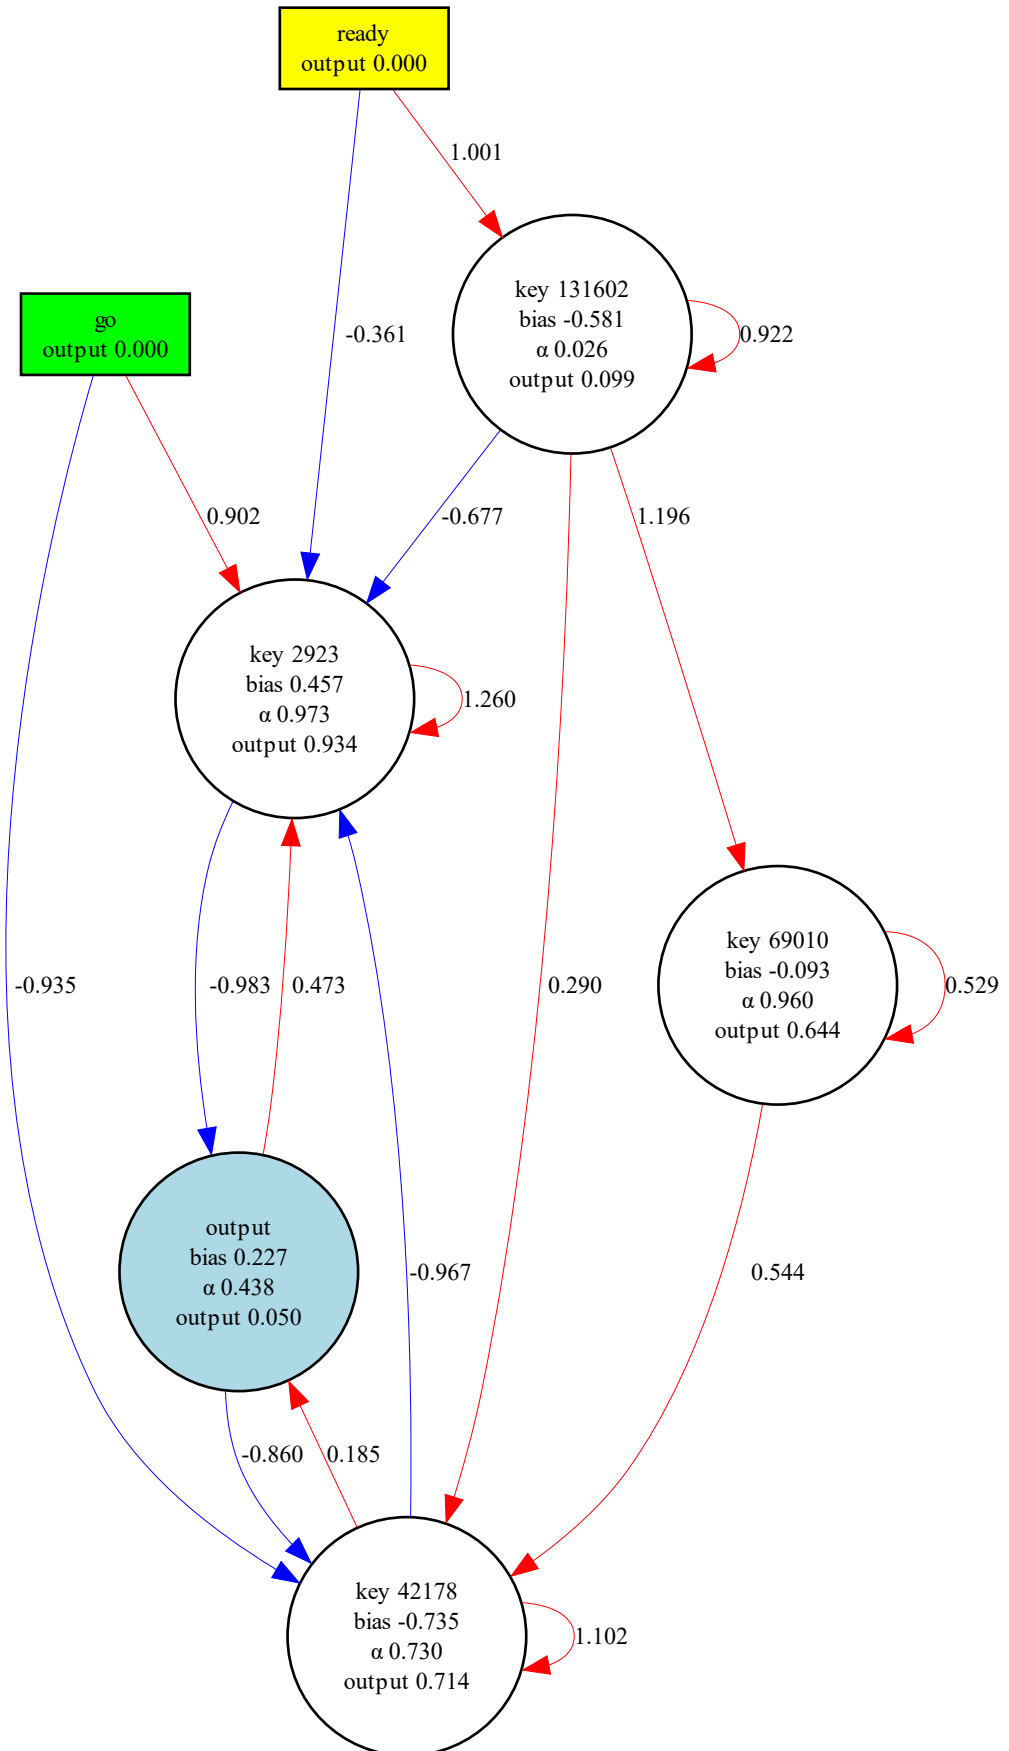 ready
output 0.000
1.001
key 131602
bias -0.581
α 0.026
output 0.099
0.922
go
output 0.000
-0.361
0.902
-0.677
1.196
key 2923
bias 0.457
α 0.973
output 0.934
1.260
key 69010
bias -0.093
α 0.960
output 0.644
0.529
-0.935
-0.983
0.473
0.290
output
bias 0.227
α 0.438
output 0.050
-0.967
0.544
-0.860
0.185
key 42178
bias -0.735
α 0.730
output 0.714
1.102